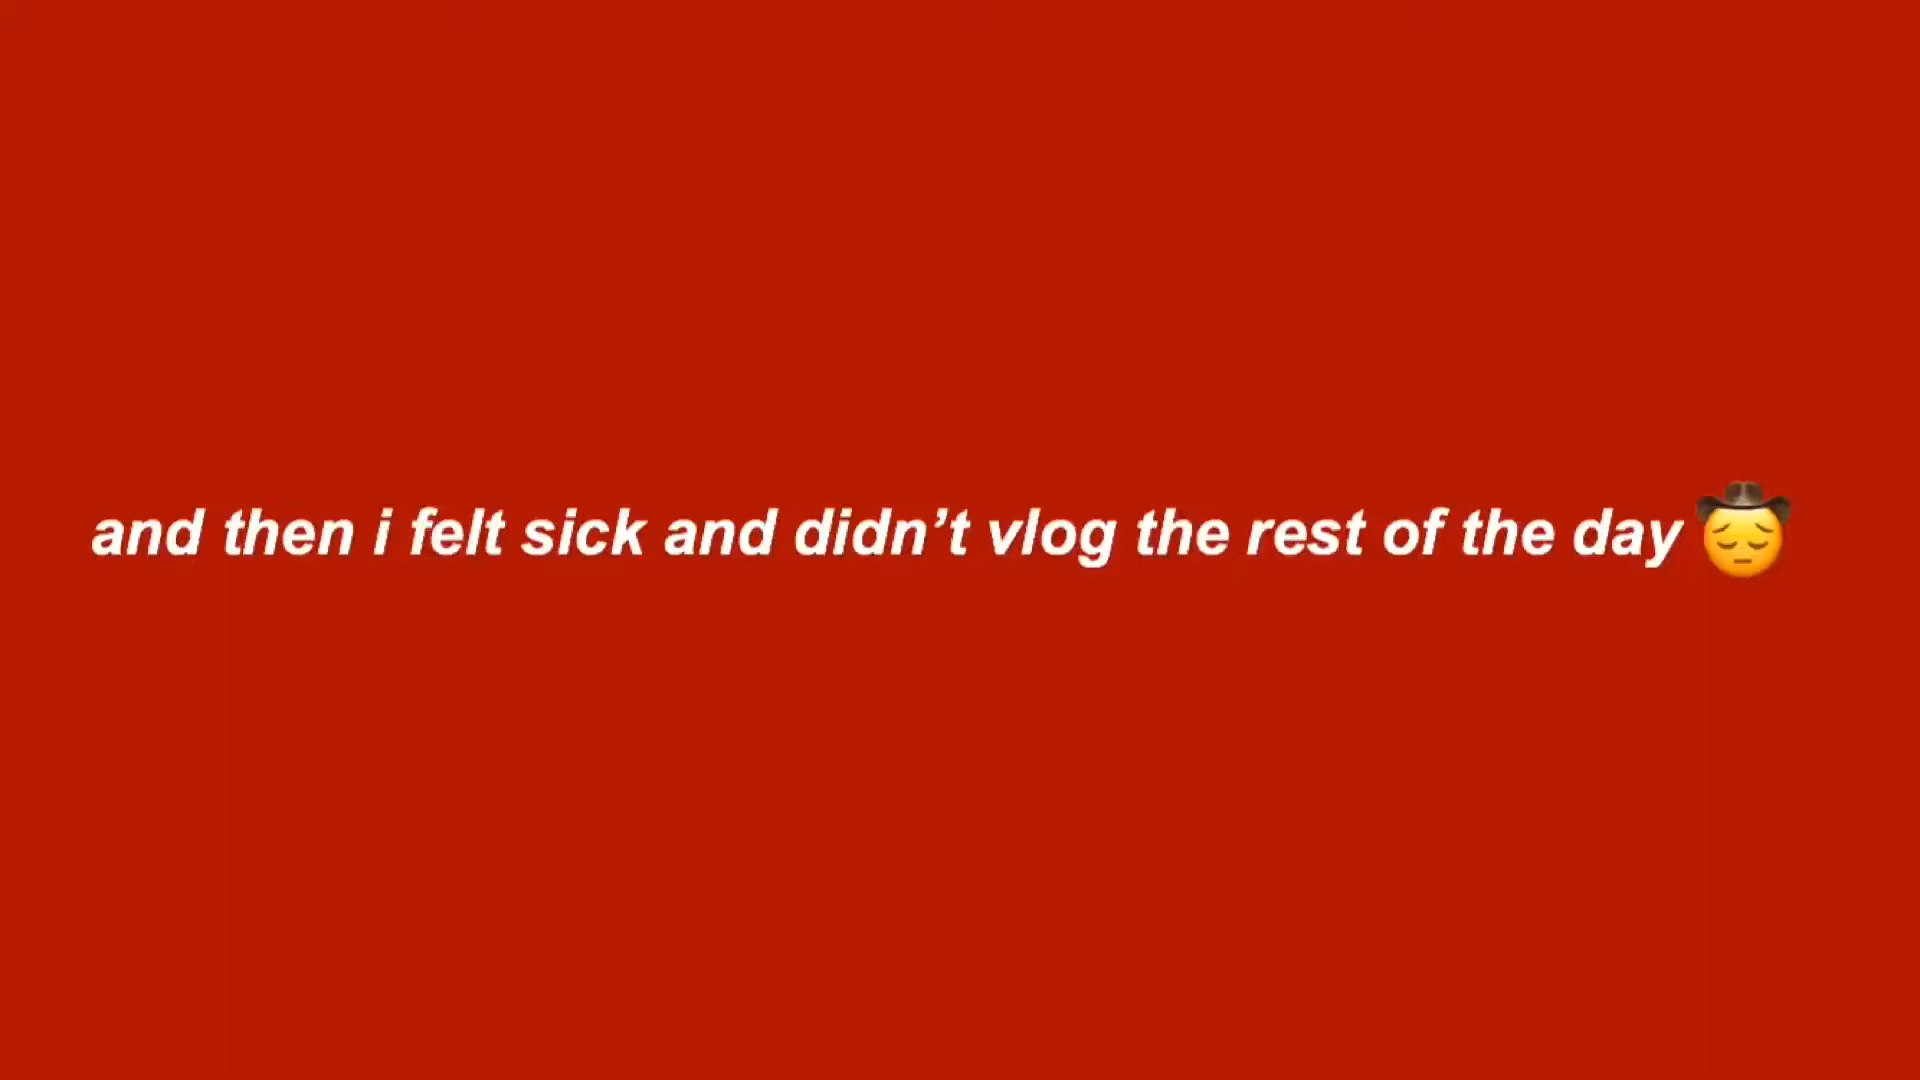 and then i felt sick and didn’t vlog the rest of the day